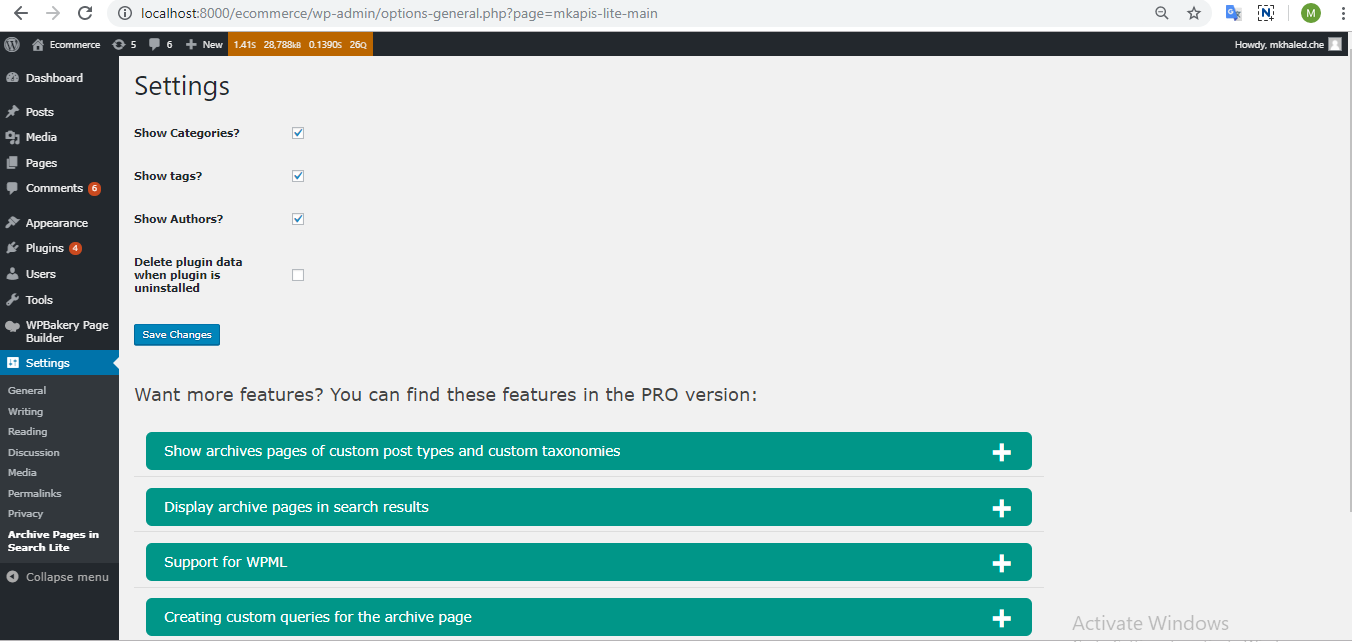 localhost:8000/ecommerce/wp-admin/options-general.php?page=mkapis-lite-main
M
Ecommerce 5 6 New 1.41s 28,788kB 0.1390s 26Q Howdy, mkhaled.che
Dashboard
Posts
Media
Pages
Comments 6
Appearance
Plugins 4
Users
Tools
WPBakery Page
Builder
Settings
General
Writing
Reading
Discussion
Media
Permalinks
Privacy
Archive Pages in
Search Lite
Collapse menu
Settings
Show Categories?
Show tags?
Show Authors?
Delete plugin data
when plugin is
uninstalled
Save Changes
Want more features? You can find these features in the PRO version:
Show archives pages of custom post types and custom taxonomies
Display archive pages in search results
Support for WPML
Creating custom queries for the archive page
Activate Windows